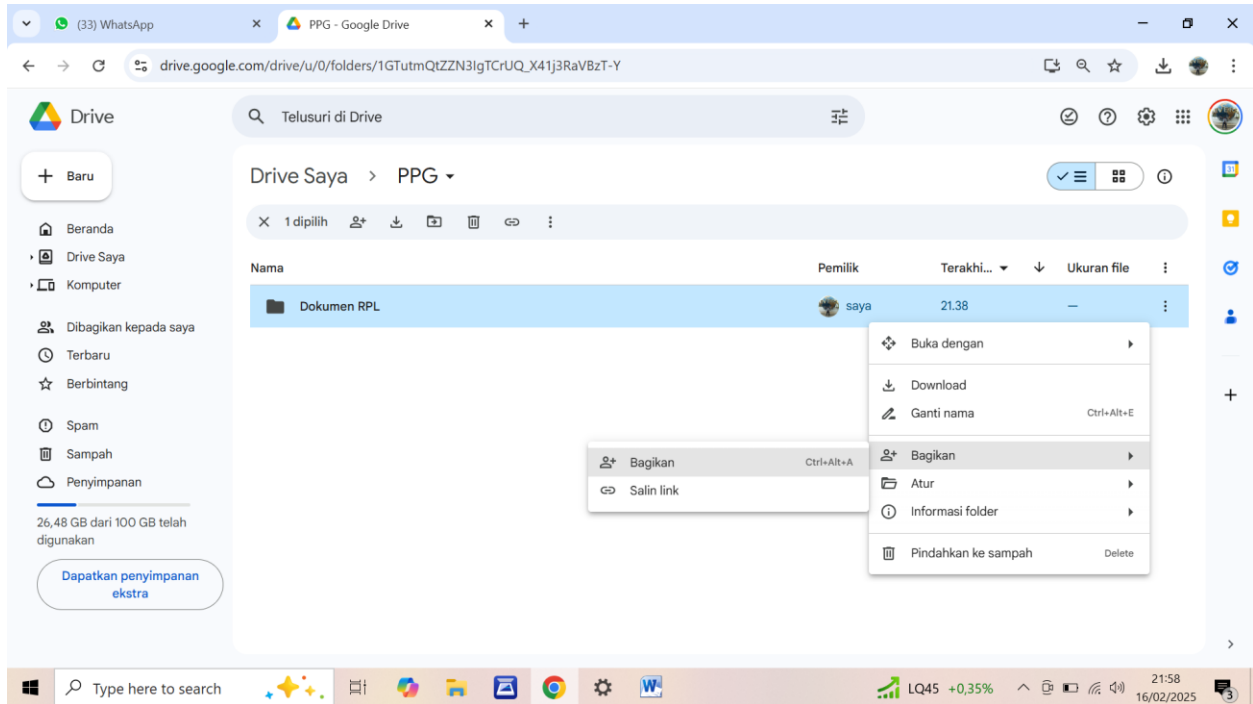 (33) WhatsApp
PPG - Google Drive
drive.google.com/drive/u/0/folders/1GTutmQtZZN3IgTCrUQ_X41j3RaVBzT-Y
Drive
Telusuri di Drive
Baru
Drive Saya > PPG
31
1 dipilih
Beranda
Drive Saya
Komputer
Dibagikan kepada saya
Terbaru
Berbintang
Spam
Sampah
Penyimpanan
26,48 GB dari 100 GB telah
digunakan
Dapatkan penyimpanan
ekstra
Nama Pemilik Terakhi... Ukuran file
Dokumen RPL saya 21.38 —
Buka dengan
Download
Ganti nama Ctrl+Alt+E
Bagikan
Atur
Informasi folder
Pindahkan ke sampah Delete
Bagikan Ctrl+Alt+A
Salin link
Type here to search
W
LQ45 +0,35%
21:58
16/02/2025
3